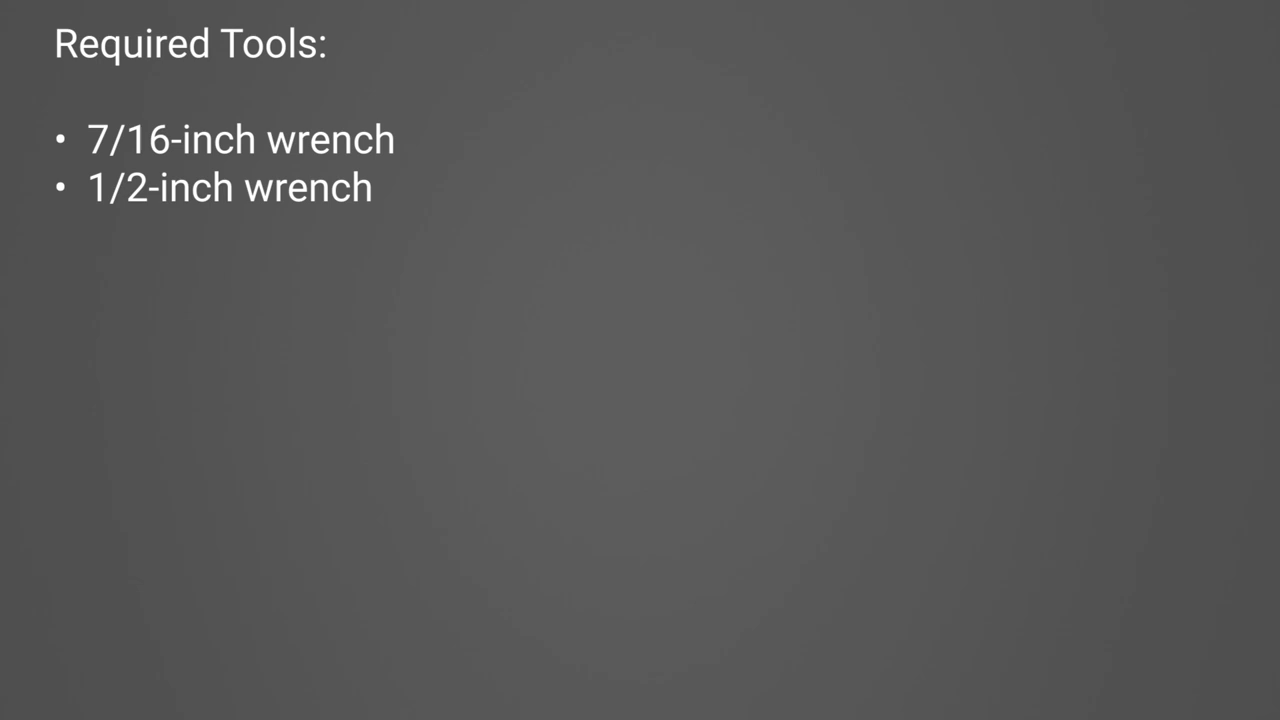 Required Tools:
• 7/16-inch wrench
• 1/2-inch wrench